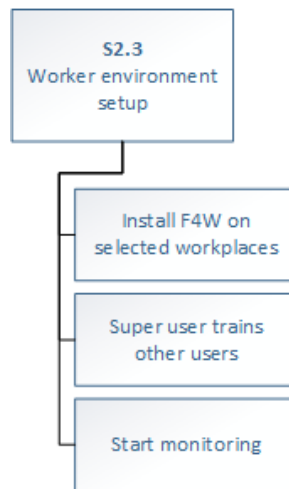 S2.3
Worker environment
setup
Install F4W on
selected workplaces
Super user trains
other users
Start monitoring